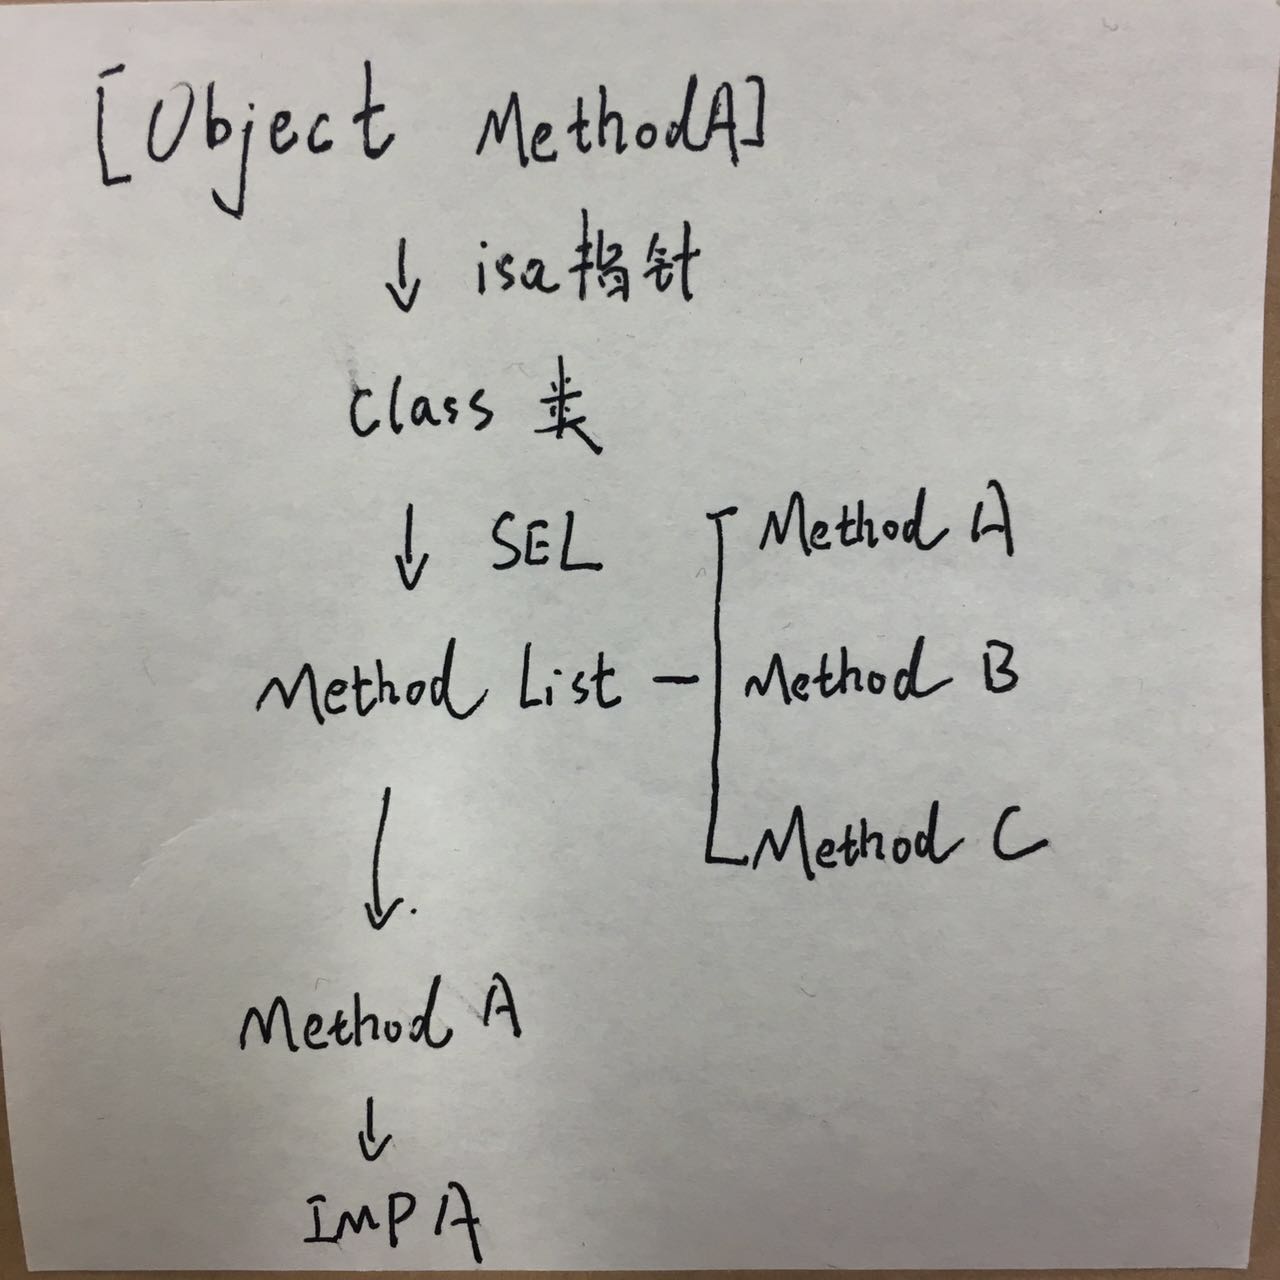 [Object MethodA]
↓ isa指针
Class 类
↓ SEL
Method List —
Method A
Method B
Method C
↓
Method A
↓
IMP A